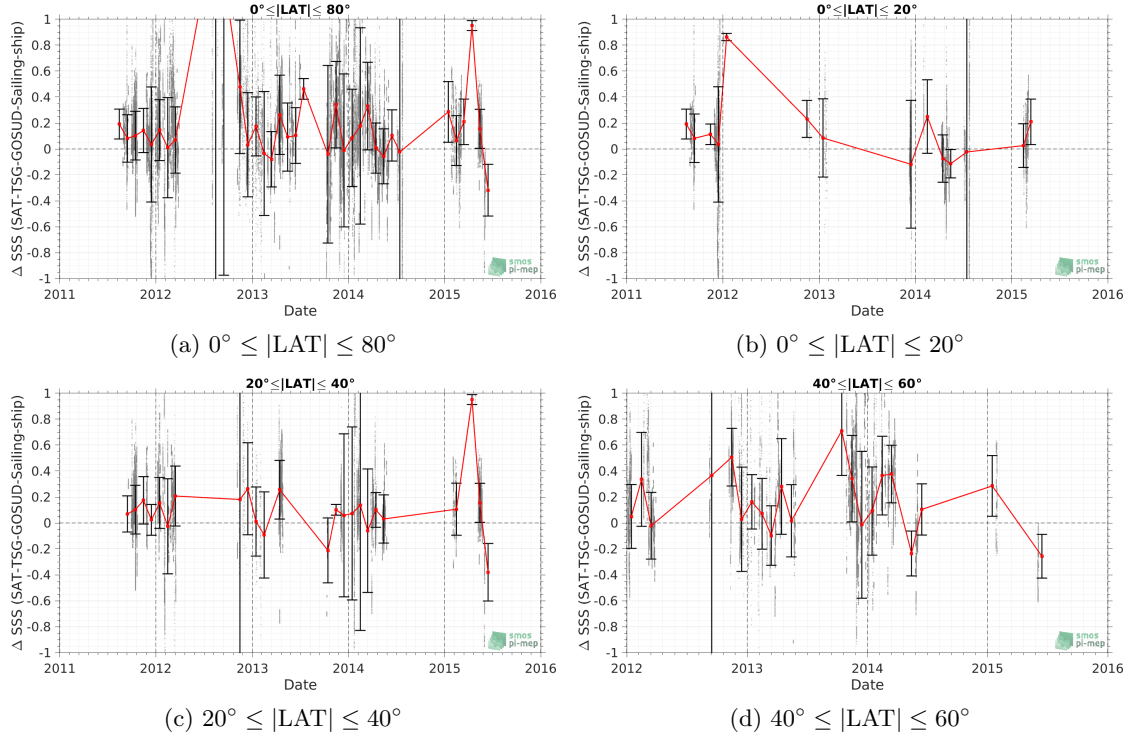 0°≤|LAT|≤ 80°
Δ SSS (SAT-TSG-GOSUD-Sailing-ship)
1
0.8
0.6
0.4
0.2
0
-0.2
-0.4
-0.6
-0.8
-1
2011 2012 2013 2014 2015 2016
Date
smos
pi-mep
(a) 0° ≤ |LAT| ≤ 80°
0°≤|LAT|≤ 20°
Δ SSS (SAT-TSG-GOSUD-Sailing-ship)
1
0.8
0.6
0.4
0.2
0
-0.2
-0.4
-0.6
-0.8
-1
2011 2012 2013 2014 2015 2016
Date
smos
pi-mep
(b) 0° ≤ |LAT| ≤ 20°
20°≤|LAT|≤ 40°
Δ SSS (SAT-TSG-GOSUD-Sailing-ship)
1
0.8
0.6
0.4
0.2
0
-0.2
-0.4
-0.6
-0.8
-1
2011 2012 2013 2014 2015 2016
Date
smos
pi-mep
(c) 20° ≤ |LAT| ≤ 40°
40°≤|LAT|≤ 60°
Δ SSS (SAT-TSG-GOSUD-Sailing-ship)
1
0.8
0.6
0.4
0.2
0
-0.2
-0.4
-0.6
-0.8
-1
2012 2013 2014 2015 2016
Date
smos
pi-mep
(d) 40° ≤ |LAT| ≤ 60°